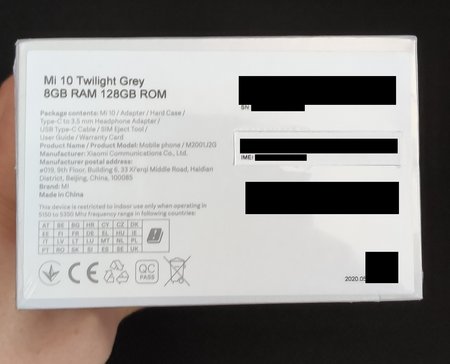 Mi 10 Twilight Grey
8GB RAM 128GB ROM
Package contents: Mi 10 / Adapter / Hard Case /
Type-C to 3.5 mm Headphone Adapter /
USB Type-C Cable / SIM Eject Tool /
User Guide / Warranty Card
Product Name / Product Model: Mobile phone / M2001J2G
Manufacturer: Xiaomi Communications Co., Ltd.
Manufacturer postal address:
#019, 9th Floor, Building 6, 33 Xi'erqi Middle Road, Haidian
District, Beijing, China, 100085
Brand: MI
Made in China
This device is restricted to indoor use only when operating in
5150 to 5350 MHz frequency range in following countries:
AT BE BG HR CY CZ DK
EE FI FR DE EL HU IE
IT LV LT LU MT NL PL
PT RO SK SI ES SE UK
CE
QC
PASS
SN
IMEI
2020.05